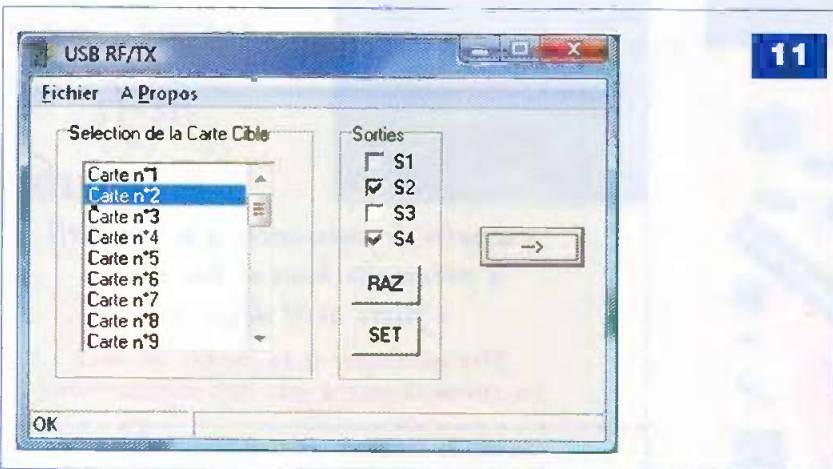 11
USB RF/TX
Fichier A Propos
Selection de la Carte Cible
Carte n°1
Carte n°2
Carte n°3
Carte n°4
Carte n°5
Carte n°6
Carte n°7
Carte n°8
Carte n°9
Sorties
S1
S2
S3
S4
RAZ
SET
-->
OK